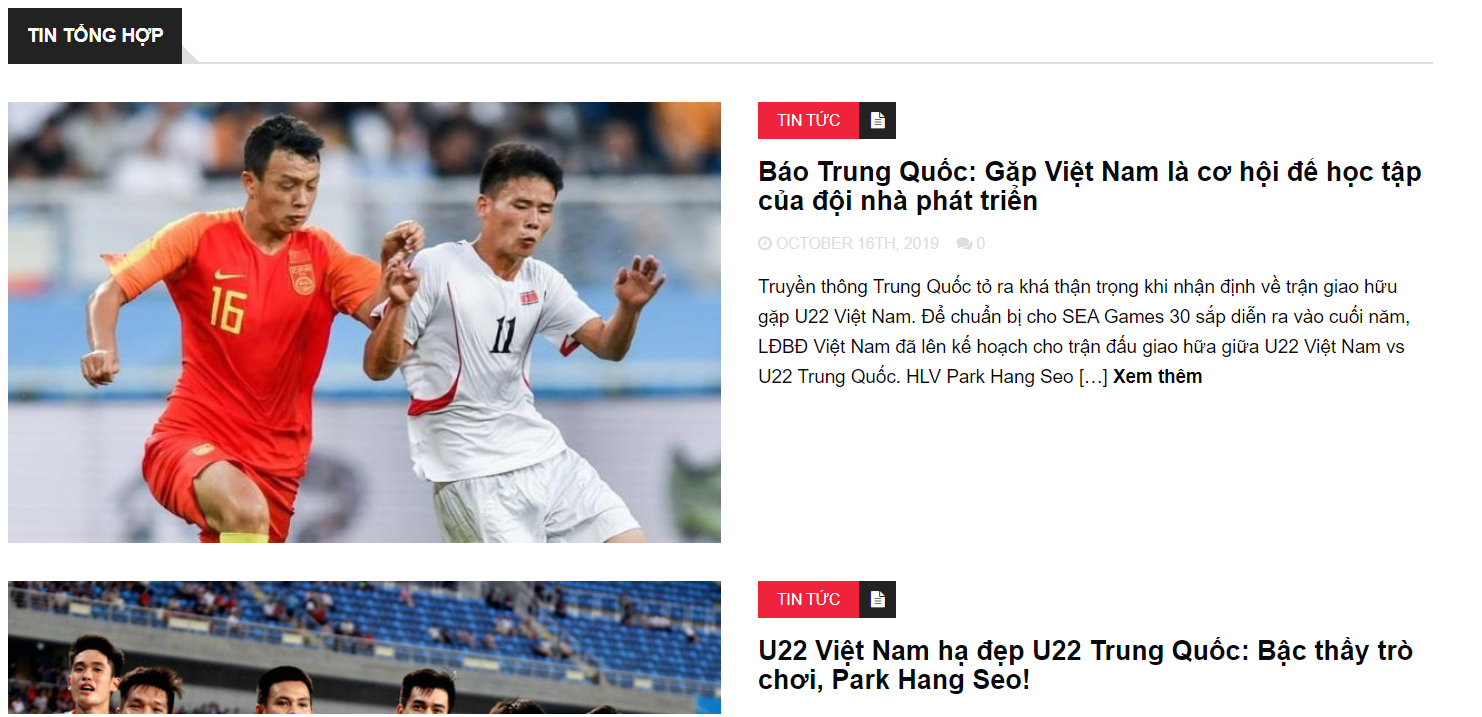 TIN TỔNG HỢP
16
11
TIN TỨC
Báo Trung Quốc: Gặp Việt Nam là cơ hội để học tập
của đội nhà phát triển
OCTOBER 16TH, 2019 0
Truyền thông Trung Quốc tỏ ra khá thận trọng khi nhận định về trận giao hữu
gặp U22 Việt Nam. Để chuẩn bị cho SEA Games 30 sắp diễn ra vào cuối năm,
LĐBĐ Việt Nam đã lên kế hoạch cho trận đấu giao hữa giữa U22 Việt Nam vs
U22 Trung Quốc. HLV Park Hang Seo […] Xem thêm
TIN TỨC
U22 Việt Nam hạ đẹp U22 Trung Quốc: Bậc thầy trò
chơi, Park Hang Seo!